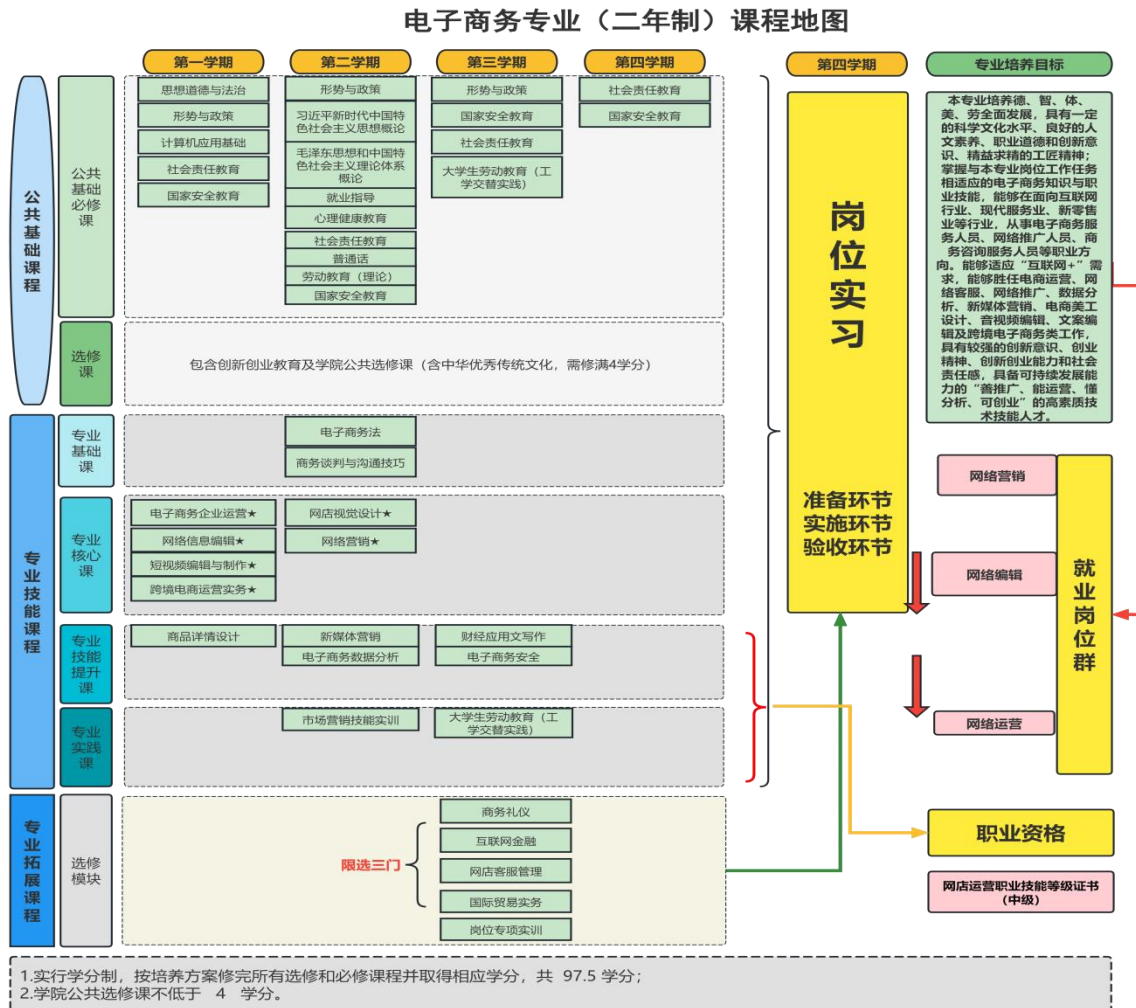 电子商务专业（二年制）课程地图
第一学期
第二学期
第三学期
第四学期
第四学期
专业培养目标
公共基础课程
公共
基础
必修
课
思想道德与法治
形势与政策
计算机应用基础
社会责任教育
国家安全教育
形势与政策
习近平新时代中国特
色社会主义思想概论
毛泽东思想和中国特
色社会主义理论体系
概论
就业指导
心理健康教育
社会责任教育
普通话
劳动教育（理论）
国家安全教育
形势与政策
国家安全教育
社会责任教育
大学生劳动教育（工
学交替实践）
社会责任教育
国家安全教育
选修
课
包含创新创业教育及学院公共选修课（含中华优秀传统文化，需修满4学分）
专业技能课程
专业
基础
课
电子商务法
商务谈判与沟通技巧
专业
核心
课
电子商务企业运营★
网络信息编辑★
短视频编辑与制作★
跨境电商运营实务★
网店视觉设计★
网络营销★
专业
技能
提升
课
商品详情设计
新媒体营销
电子商务数据分析
财经应用文写作
电子商务安全
专业
实践
课
市场营销技能实训
大学生劳动教育（工
学交替实践）
专业拓展课程
选修
模块
限选三门
商务礼仪
互联网金融
网店客服管理
国际贸易实务
岗位专项实训
岗位实习
准备环节
实施环节
验收环节
本专业培养德、智、体、
美、劳全面发展，具有一定
的科学文化水平、良好的人
文素养、职业道德和创新意
识、精益求精的工匠精神；
掌握与本专业岗位工作任务
相适应的电子商务知识与职
业技能，能够在面向互联网
行业、现代服务业、新零售
业等行业，从事电子商务服
务人员、网络推广人员、商
务咨询服务人员等职业方
向。能够适应“互联网+”需
求，能够胜任电商运营、网
络客服、网络推广、数据分
析、新媒体营销、电商美工
设计、音视频编辑、文案编
辑及跨境电子商务类工作，
具有较强的创新意识、创业
精神、创新创业能力和社会
责任感，具备可持续发展能
力的“善推广、能运营、懂
分析、可创业”的高素质技
术技能人才。
网络营销
网络编辑
网络运营
就业岗位群
职业资格
网店运营职业技能等级证书
（中级）
1.实行学分制，按培养方案修完所有选修和必修课程并取得相应学分，共 97.5 学分；
2.学院公共选修课不低于 4 学分。